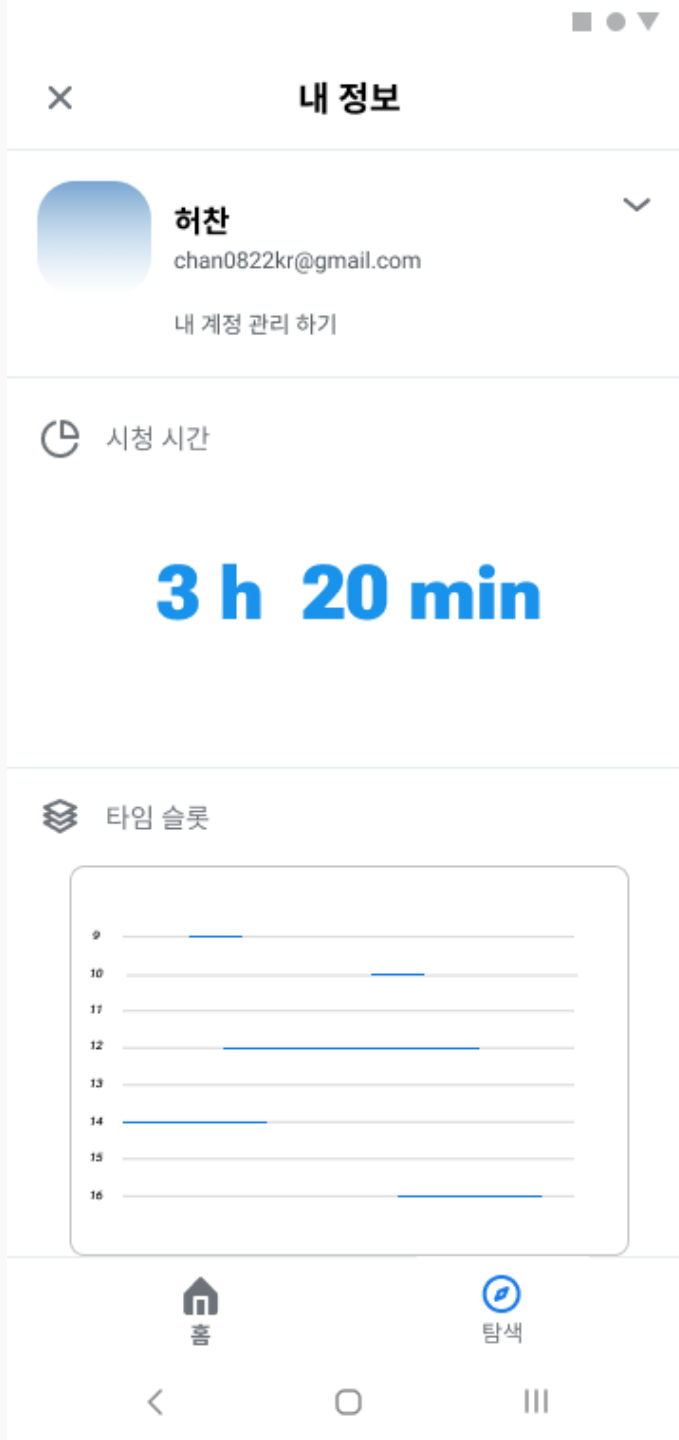 내 정보
허찬
chan0822kr@gmail.com
내 계정 관리 하기
시청 시간
3 h 20 min
타임 슬롯
9
10
11
12
13
14
15
16
홈
탐색